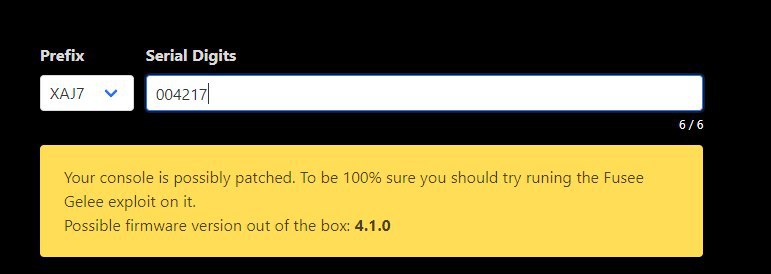 Prefix
Serial Digits
XAJ7
004217
6 / 6
Your console is possibly patched. To be 100% sure you should try runing the Fusee
Gelee exploit on it.
Possible firmware version out of the box: 4.1.0